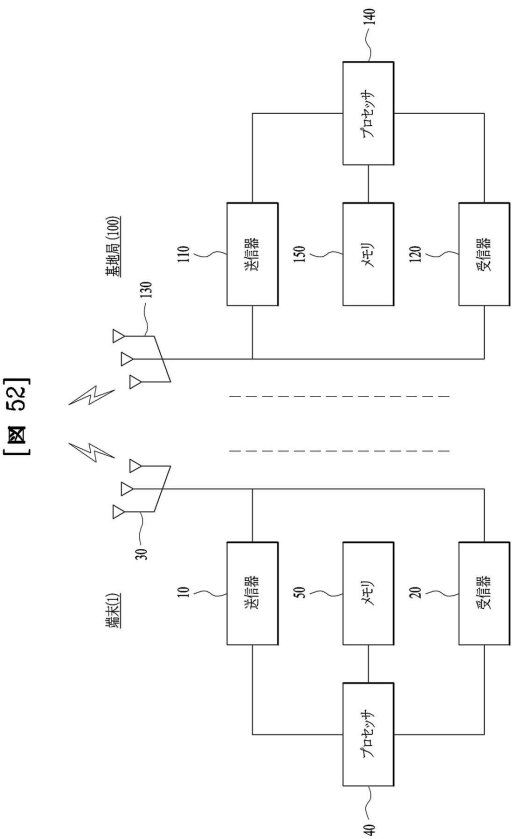 [図 52]
端末(1)
基地局(100)
30
130
10
送信器
110
送信器
40
プロセッサ
50
メモリ
150
メモリ
プロセッサ
140
20
受信器
120
受信器